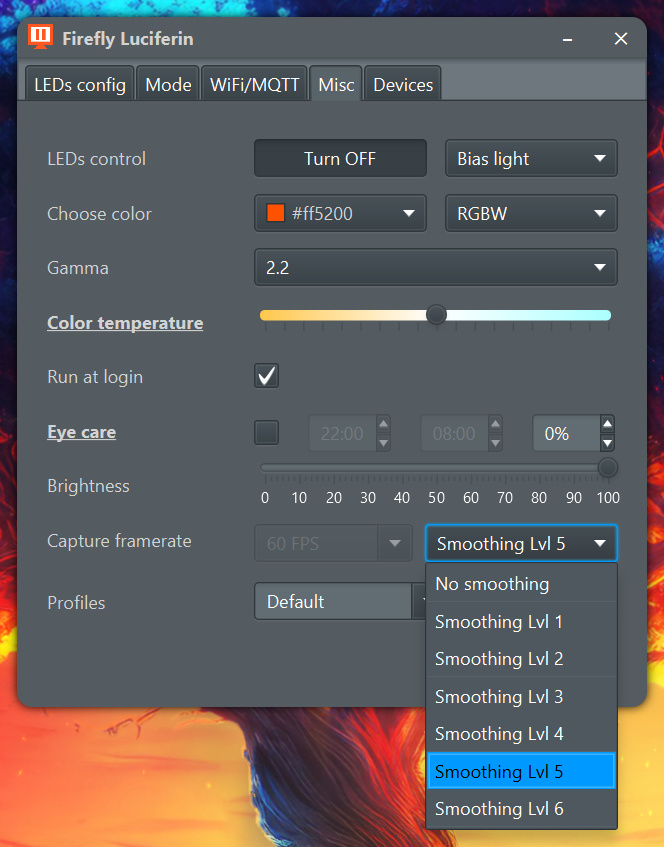 Firefly Luciferin
LEDs config Mode WiFi/MQTT Misc Devices
LEDs control Turn OFF Bias light
Choose color #ff5200 RGBW
Gamma 2.2
Color temperature
Run at login
Eye care 22:00 08:00 0%
Brightness 0 10 20 30 40 50 60 70 80 90 100
Capture framerate 60 FPS Smoothing Lvl 5
No smoothing
Profiles Default
Smoothing Lvl 1
Smoothing Lvl 2
Smoothing Lvl 3
Smoothing Lvl 4
Smoothing Lvl 5
Smoothing Lvl 6